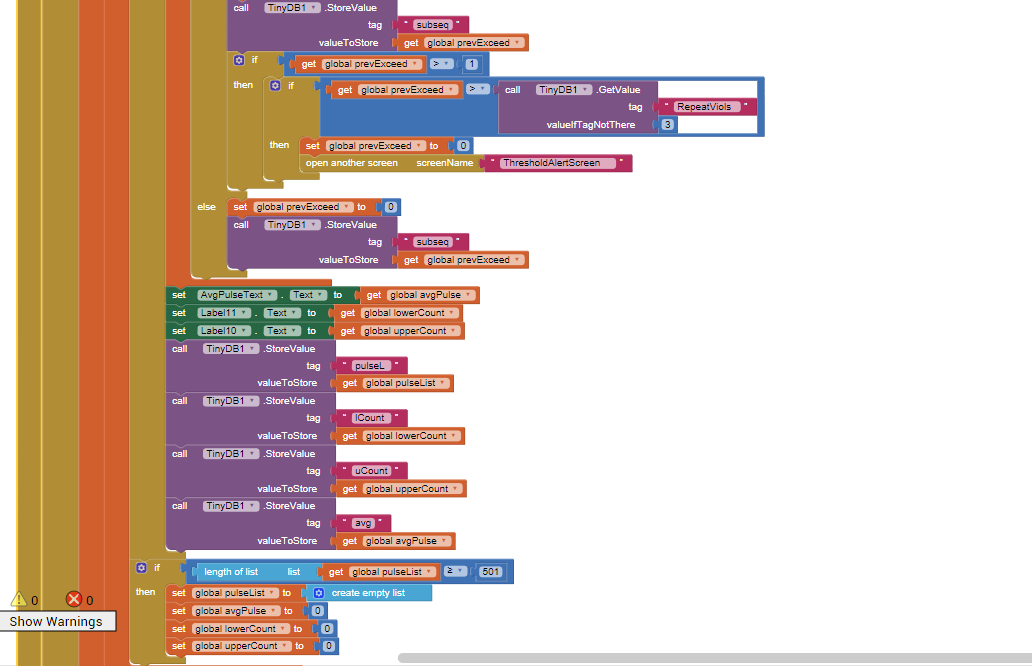 call TinyDB1 .StoreValue
tag " subseq "
valueToStore get global prevExceed
if get global prevExceed > 1
then if get global prevExceed > call TinyDB1 .GetValue
tag " RepeatViols "
valueIfTagNotThere 3
then set global prevExceed to 0
open another screen screenName " ThresholdAlertScreen "
else set global prevExceed to 0
call TinyDB1 .StoreValue
tag " subseq "
valueToStore get global prevExceed
set AvgPulseText . Text to get global avgPulse
set Label11 . Text to get global lowerCount
set Label10 . Text to get global upperCount
call TinyDB1 .StoreValue
tag " pulseL "
valueToStore get global pulseList
call TinyDB1 .StoreValue
tag " lCount "
valueToStore get global lowerCount
call TinyDB1 .StoreValue
tag " uCount "
valueToStore get global upperCount
call TinyDB1 .StoreValue
tag " avg "
valueToStore get global avgPulse
if length of list list get global pulseList ≥ 501
then set global pulseList to create empty list
set global avgPulse to 0
set global lowerCount to 0
set global upperCount to 0
0 0
Show Warnings